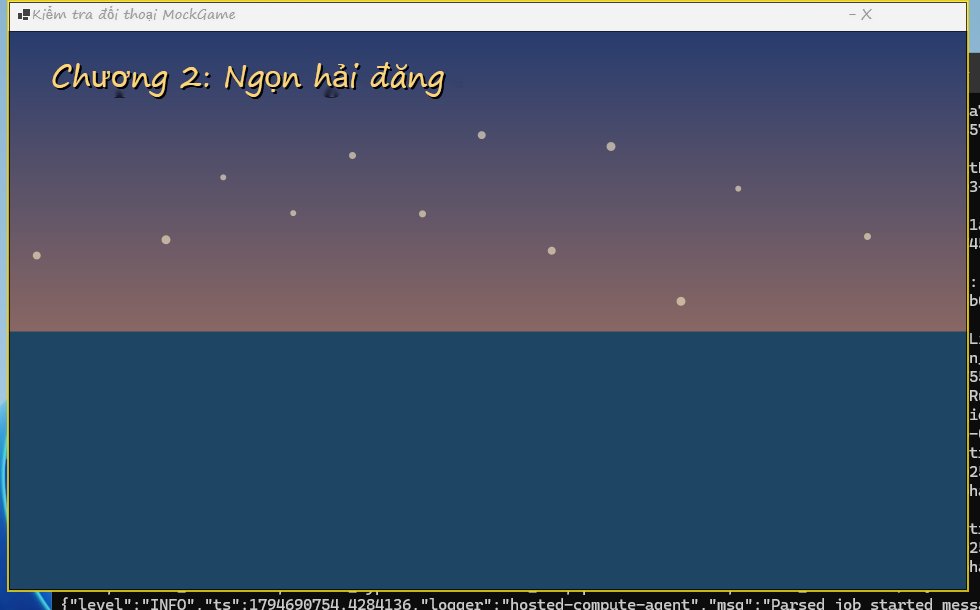 Kiểm tra đối thoại MockGame
Chương 2: Ngọn hải đăng
{"level":"INFO","ts":1794690754.4284136,"logger":"hosted-compute-agent","msg":"Parsed job started mes